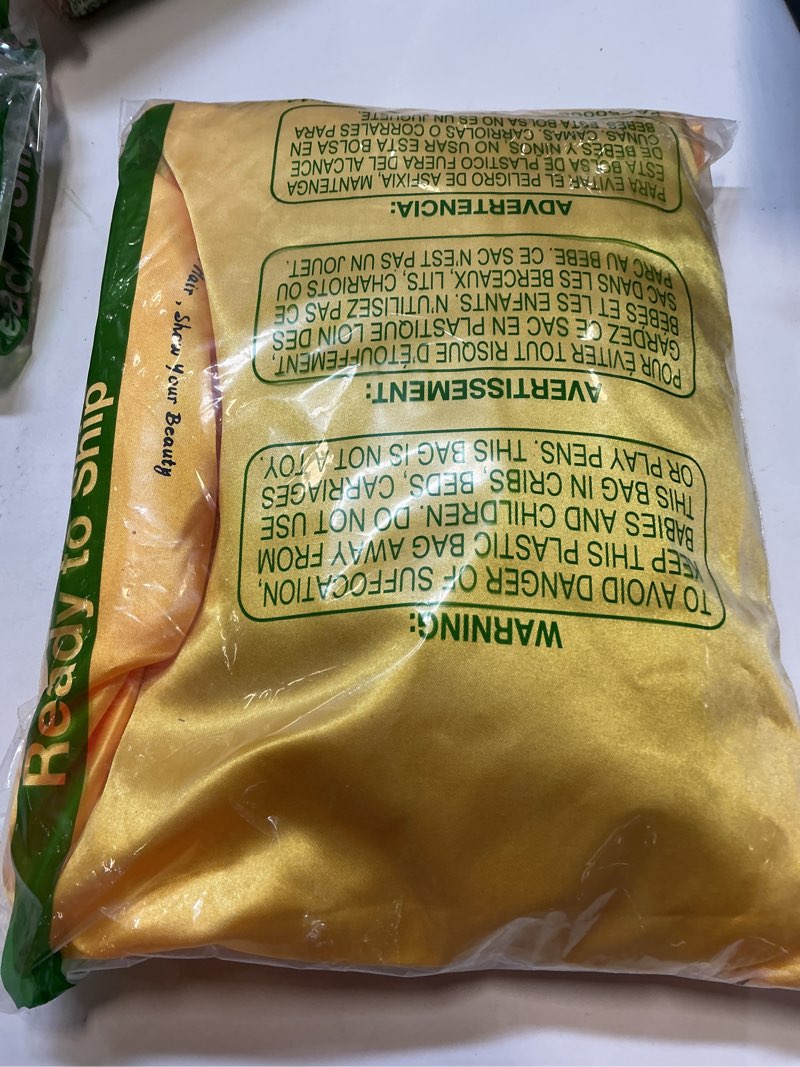 WARNING:
TO AVOID DANGER OF SUFFOCATION,
KEEP THIS PLASTIC BAG AWAY FROM
BABIES AND CHILDREN. DO NOT USE
THIS BAG IN CRIBS, BEDS, CARRIAGES
OR PLAY PENS. THIS BAG IS NOT A TOY.
AVERTISSEMENT:
POUR ÉVITER TOUT RISQUE D'ÉTOUFFEMENT,
GARDEZ CE SAC EN PLASTIQUE LOIN DES
BÉBÉS ET LES ENFANTS. N'UTILISEZ PAS CE
SAC DANS LES BERCEAUX, LITS, CHARIOTS OU
PARC AU BEBE. CE SAC N'EST PAS UN JOUET.
ADVERTENCIA:
PARA EVITAR EL PELIGRO DE ASFIXIA, MANTENGA
ESTA BOLSA DE PLASTICO FUERA DEL ALCANCE
DE BEBES Y NINOS, NO USAR ESTA BOLSA EN
CUNAS, CAMAS, CARRIOLAS O CORRALES PARA
BEBES. ESTA BOLSA NO ES UN JUGUETE.
Ready to Ship
Hair, Show Your Beauty